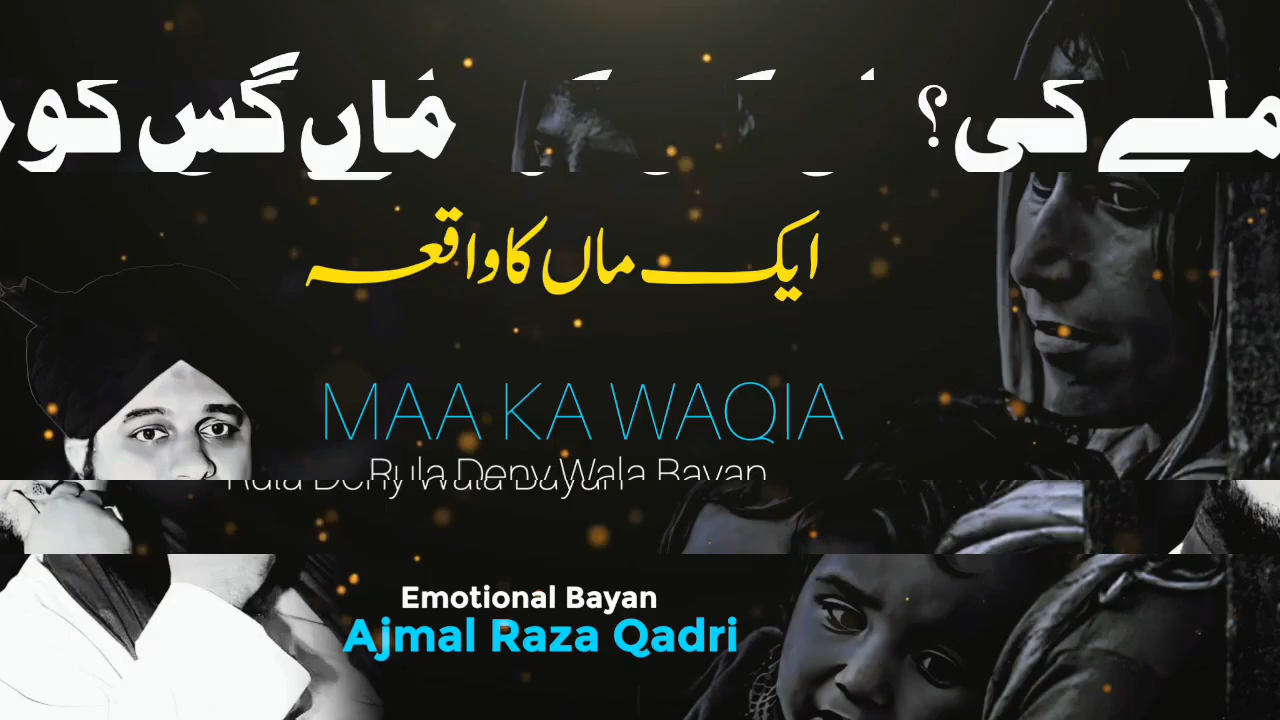 ماں کس کو ملے گی؟
ایک ماں کا واقعہ
MAA KA WAQIA
Rula Deny Wala Bayan
Emotional Bayan
Ajmal Raza Qadri